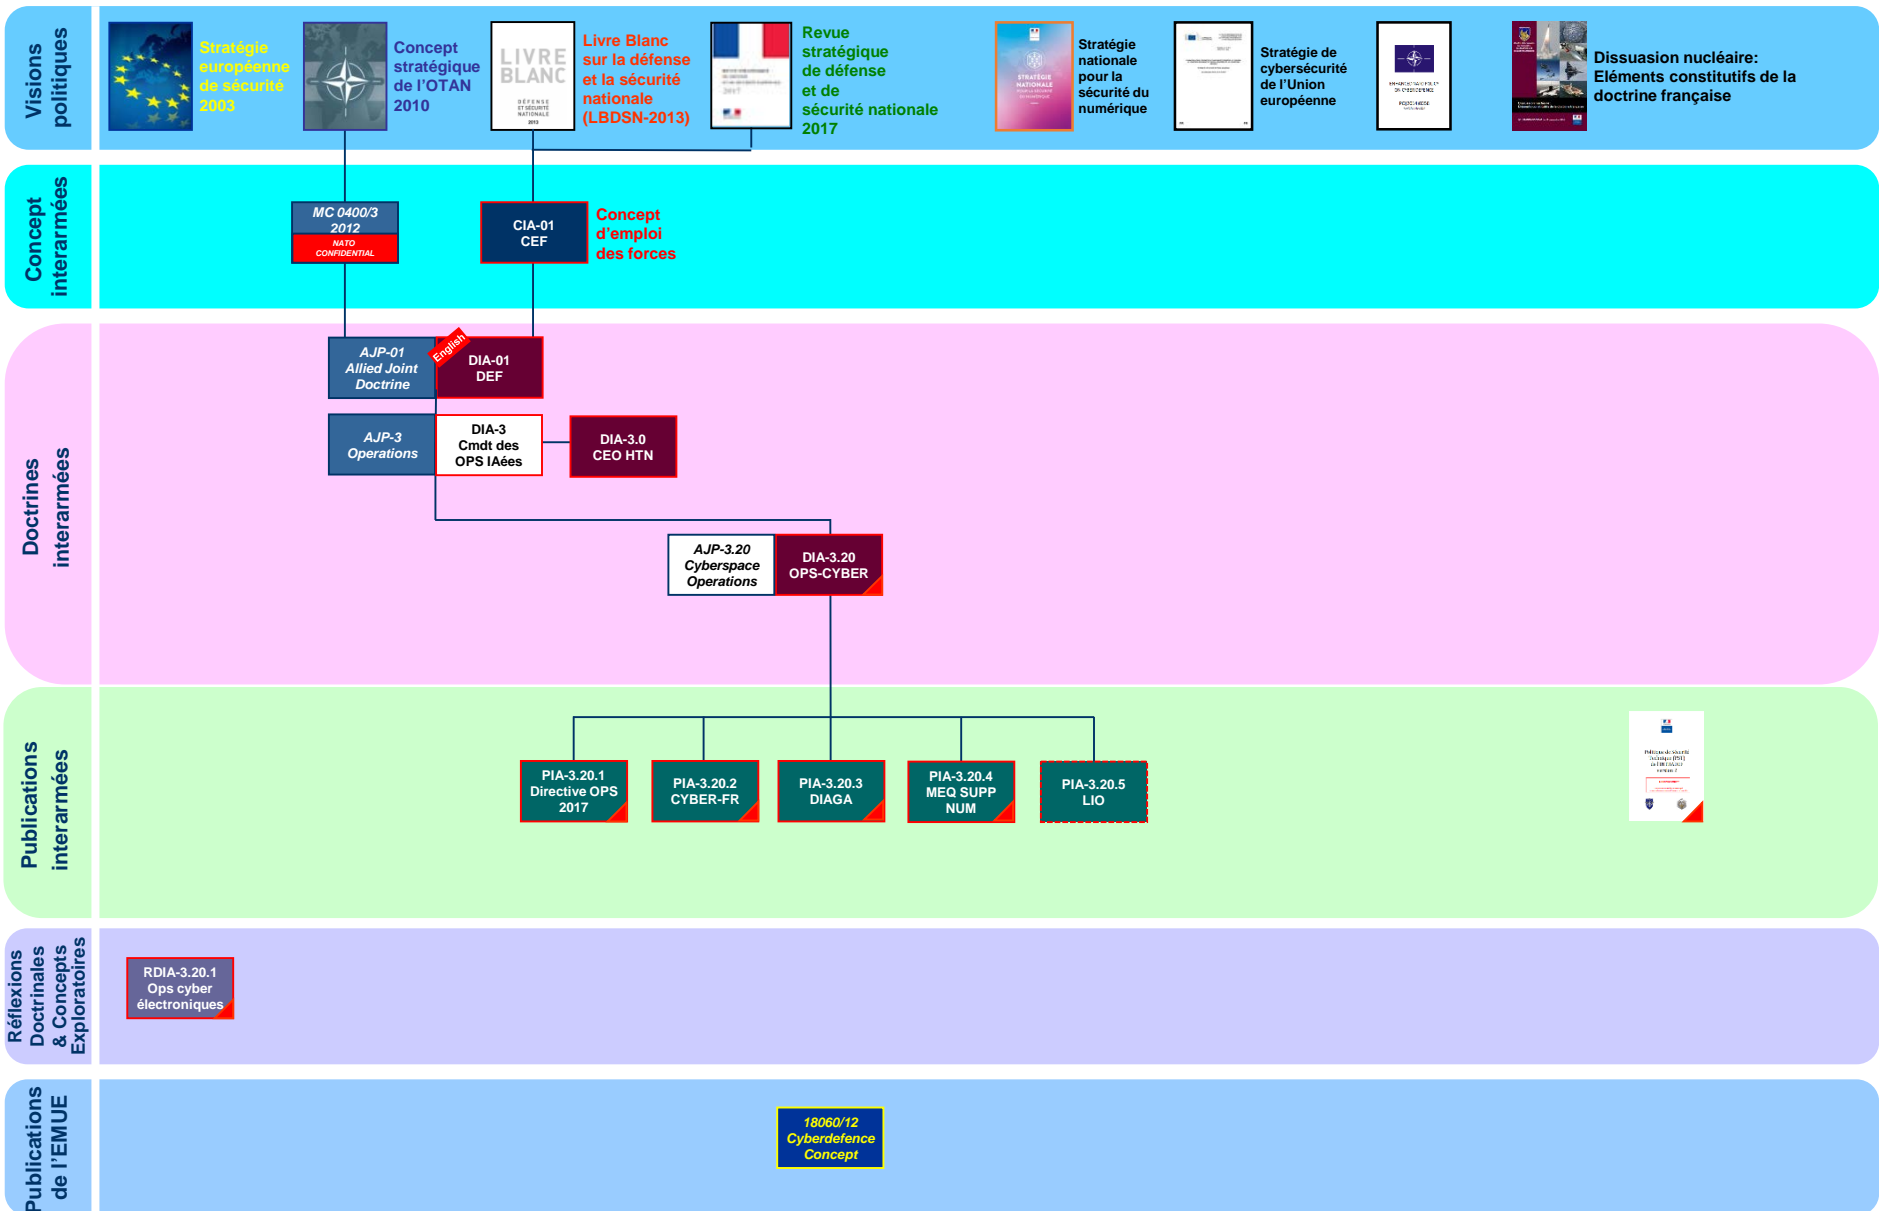 Visions
politiques
Stratégie
européenne
de sécurité
2003
Concept
stratégique
de l'OTAN
2010
LIVRE
BLANC
DÉFENSE
ET SÉCURITÉ
NATIONALE
2013
Livre Blanc
sur la défense
et la sécurité
nationale
(LBDSN-2013)
2017
Revue
stratégique
de défense
et de
sécurité nationale
2017
STRATÉGIE
NATIONALE
Stratégie
nationale
pour la
sécurité du
numérique
Stratégie de
cybersécurité
de l'Union
européenne
Dissuasion nucléaire:
Eléments constitutifs de la
doctrine française
Concept
interarmées
MC 0400/3
2012
NATO
CONFIDENTIAL
CIA-01
CEF
Concept
d'emploi
des forces
Doctrines
interarmées
AJP-01
Allied Joint
Doctrine
English
DIA-01
DEF
AJP-3
Operations
DIA-3
Cmdt des
OPS IAées
DIA-3.0
CEO HTN
AJP-3.20
Cyberspace
Operations
DIA-3.20
OPS-CYBER
Publications
interarmées
PIA-3.20.1
Directive OPS
2017
PIA-3.20.2
CYBER-FR
PIA-3.20.3
DIAGA
PIA-3.20.4
MEQ SUPP
NUM
PIA-3.20.5
LIO
Réflexions
Doctrinales
& Concepts
Exploratoires
RDIA-3.20.1
Ops cyber
électroniques
Publications
de l'EMUE
18060/12
Cyberdefence
Concept